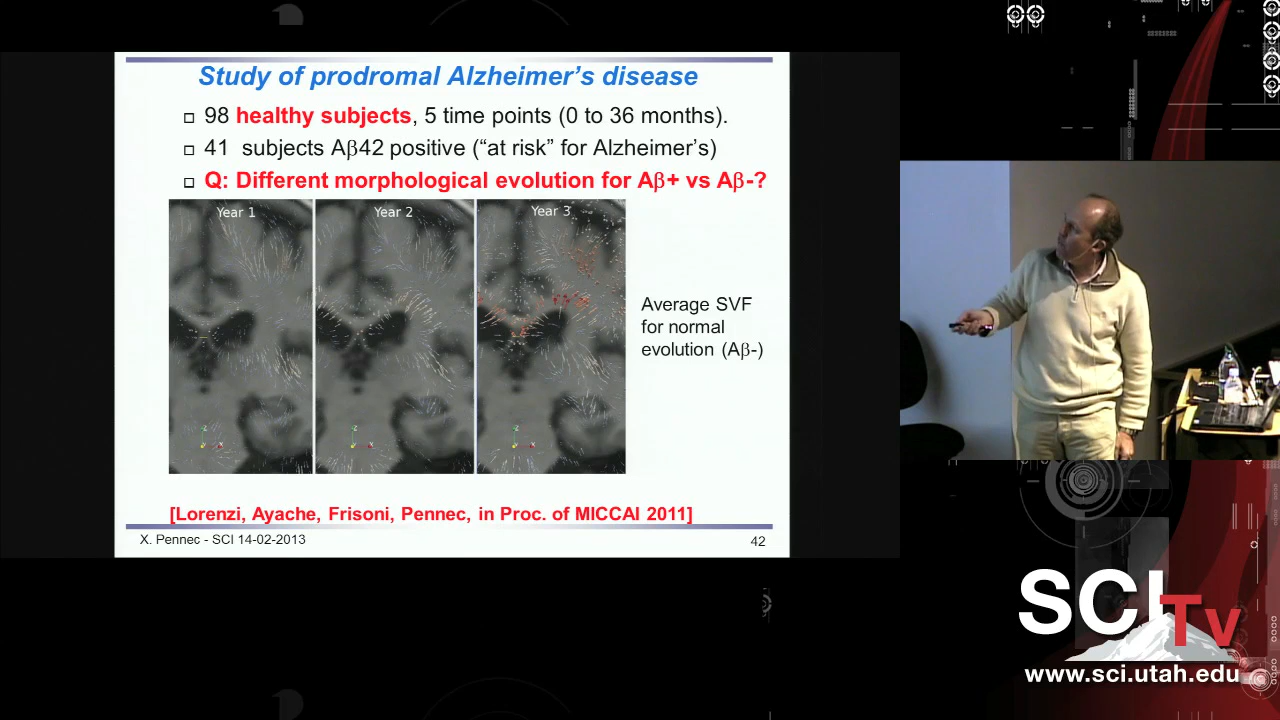 Study of prodromal Alzheimer’s disease
98 healthy subjects, 5 time points (0 to 36 months).
41 subjects Aβ42 positive (“at risk” for Alzheimer’s)
Q: Different morphological evolution for Aβ+ vs Aβ-?
Year 1
Year 2
Year 3
Average SVF
for normal
evolution (Aβ-)
[Lorenzi, Ayache, Frisoni, Pennec, in Proc. of MICCAI 2011]
X. Pennec - SCI 14-02-2013
42
SCI Tv
www.sci.utah.edu